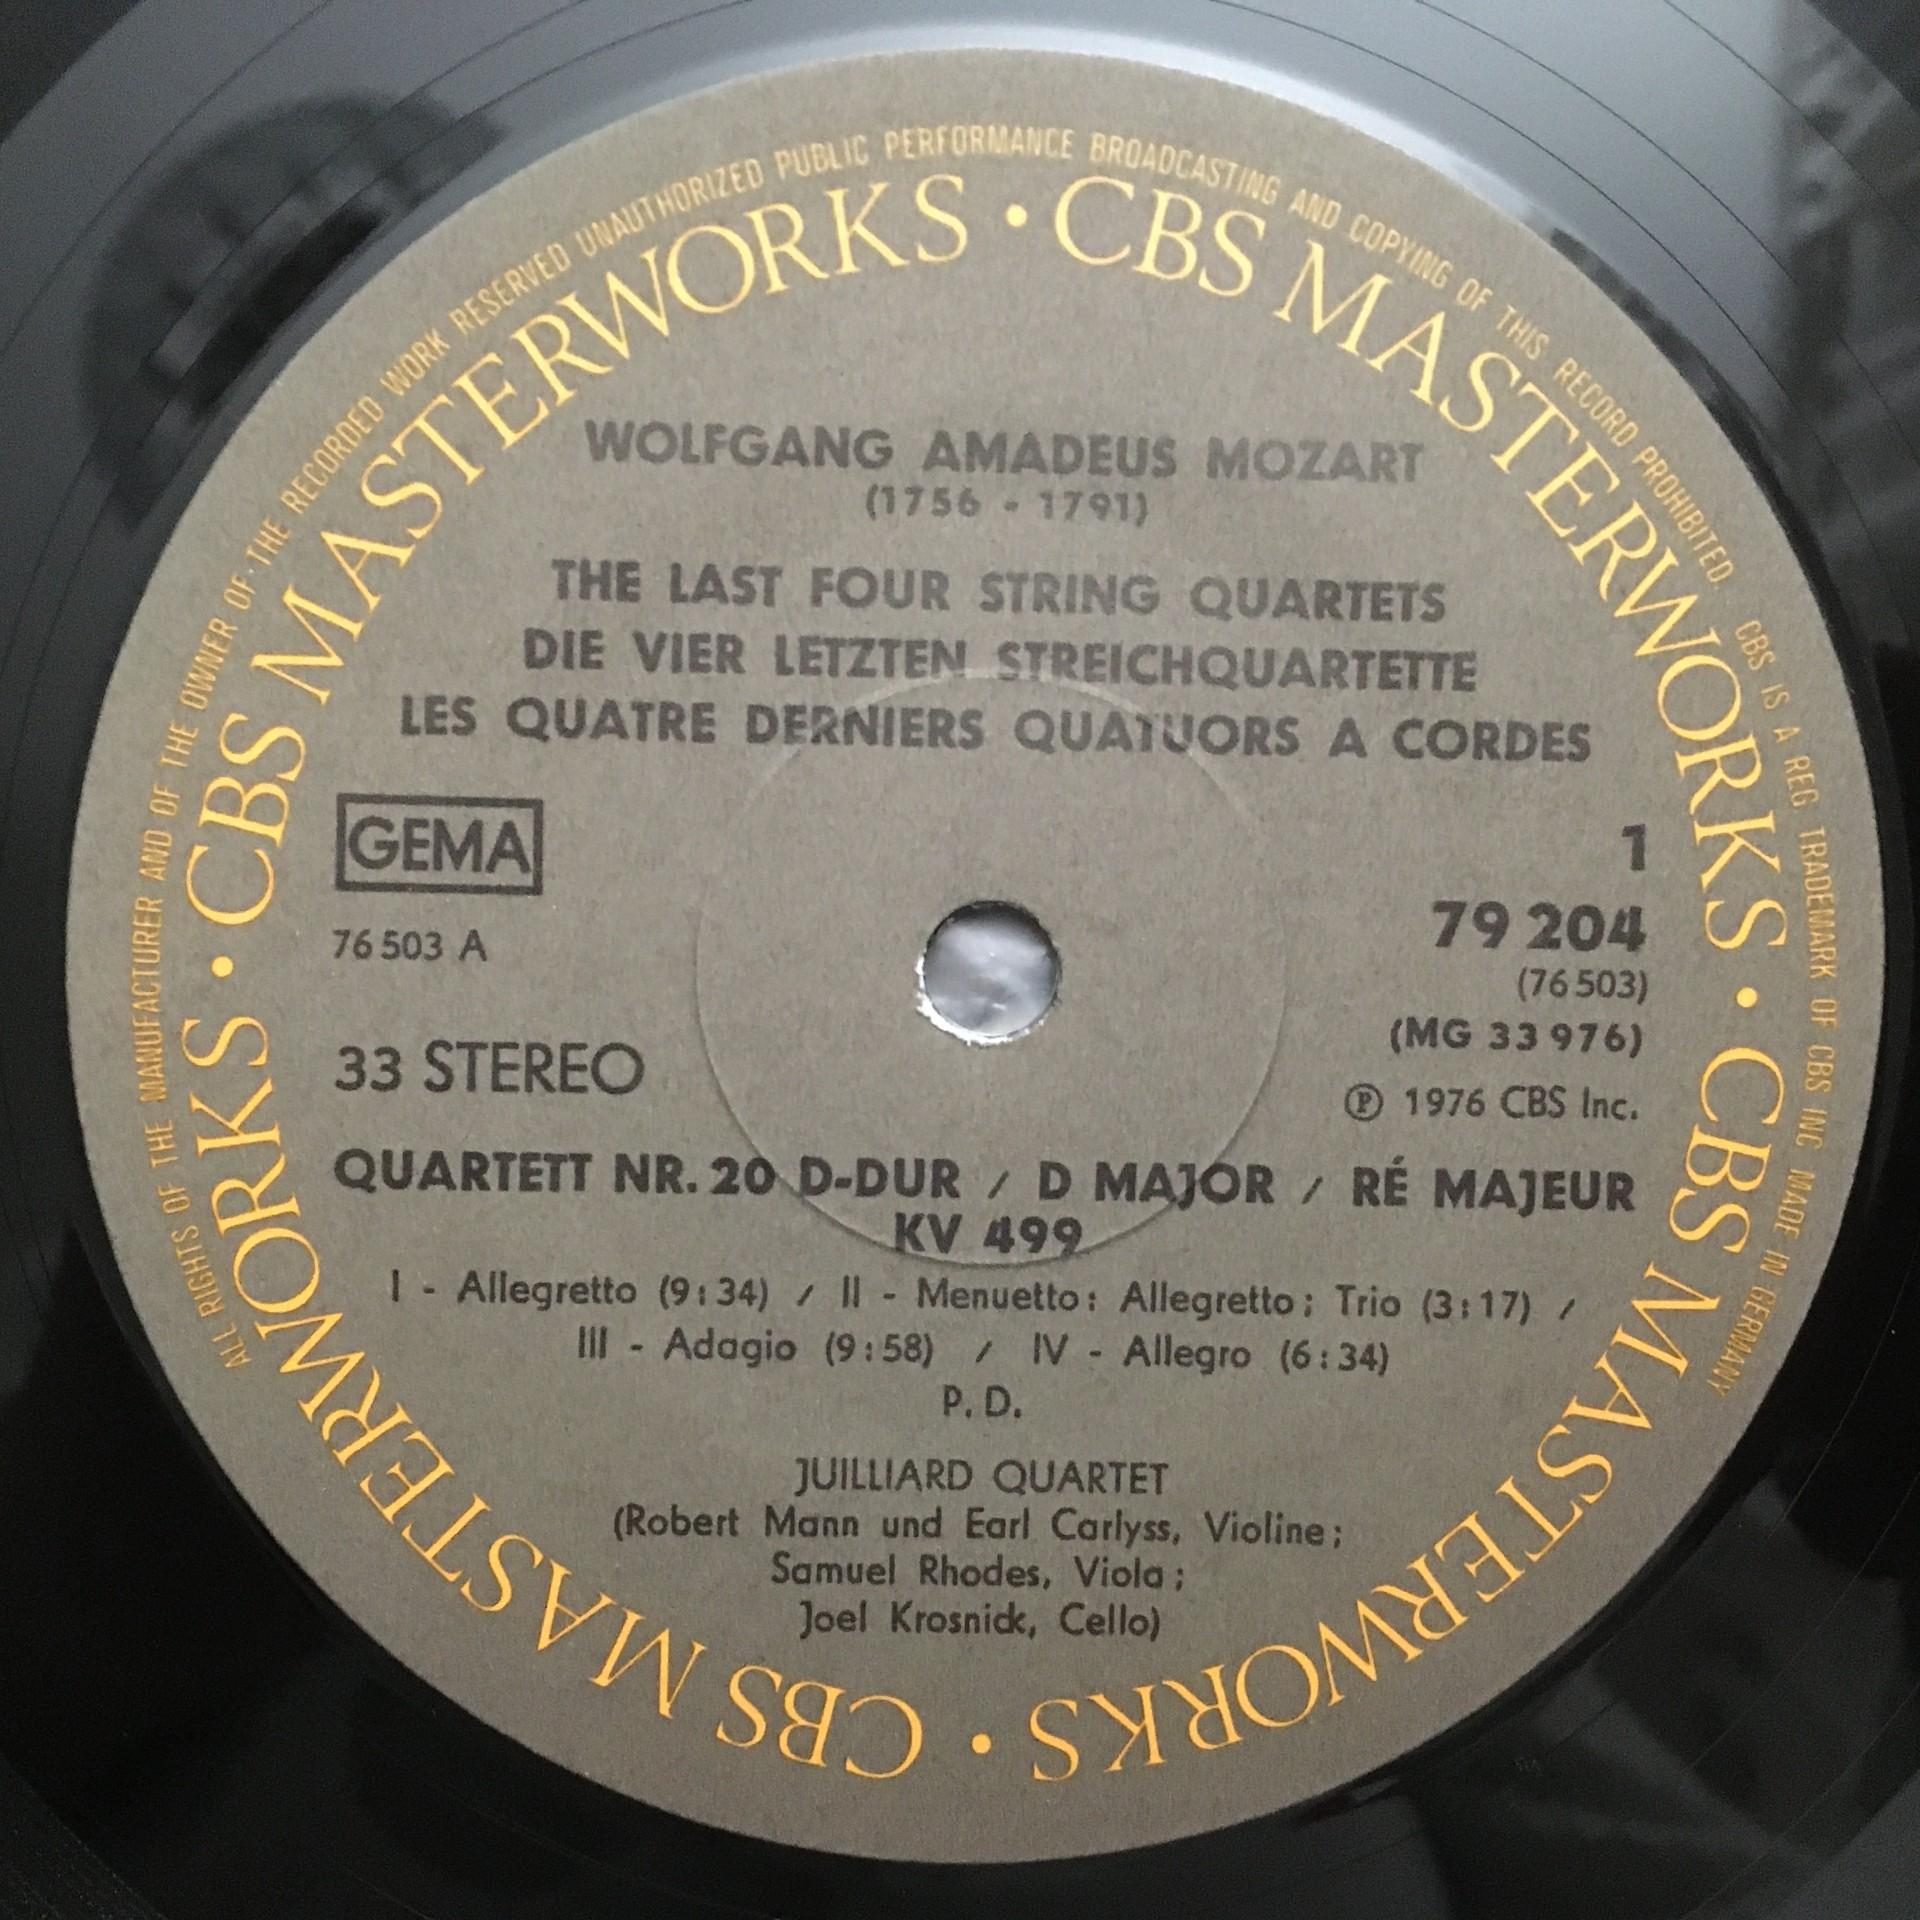 ALL RIGHTS OF THE MANUFACTURER AND OF THE OWNER OF THE RECORDED WORK RESERVED UNAUTHORIZED PUBLIC PERFORMANCE BROADCASTING AND COPYING OF THIS RECORD PROHIBITED. CBS IS A REG TRADEMARK OF CBS INC MADE IN GERMANY
CBS MASTERWORKS • CBS MASTERWORKS • CBS MASTERWORKS • CBS MASTERWORKS •
WOLFGANG AMADEUS MOZART
(1756 - 1791)
THE LAST FOUR STRING QUARTETS
DIE VIER LETZTEN STREICHQUARTETTE
LES QUATRE DERNIERS QUATUORS A CORDES
GEMA
76 503 A
33 STEREO
1
79 204
(76 503)
(MG 33 976)
℗ 1976 CBS Inc.
QUARTETT NR. 20 D-DUR / D MAJOR / RÉ MAJEUR
KV 499
I - Allegretto (9:34) / II - Menuetto: Allegretto; Trio (3:17) /
III - Adagio (9:58) / IV - Allegro (6:34)
P. D.
JUILLIARD QUARTET
(Robert Mann und Earl Carlyss, Violine;
Samuel Rhodes, Viola;
Joel Krosnick, Cello)